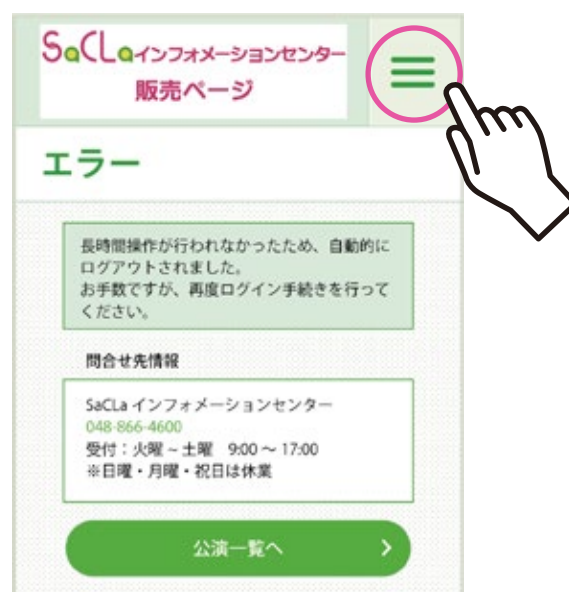 SaCLaインフォメーションセンター
販売ページ
エラー
長時間操作が行われなかったため、自動的に
ログアウトされました。
お手数ですが、再度ログイン手続きを行って
ください。
問合せ先情報
SaCLa インフォメーションセンター
048-866-4600
受付：火曜～土曜　9:00 ～ 17:00
※日曜・月曜・祝日は休業
公演一覧へ